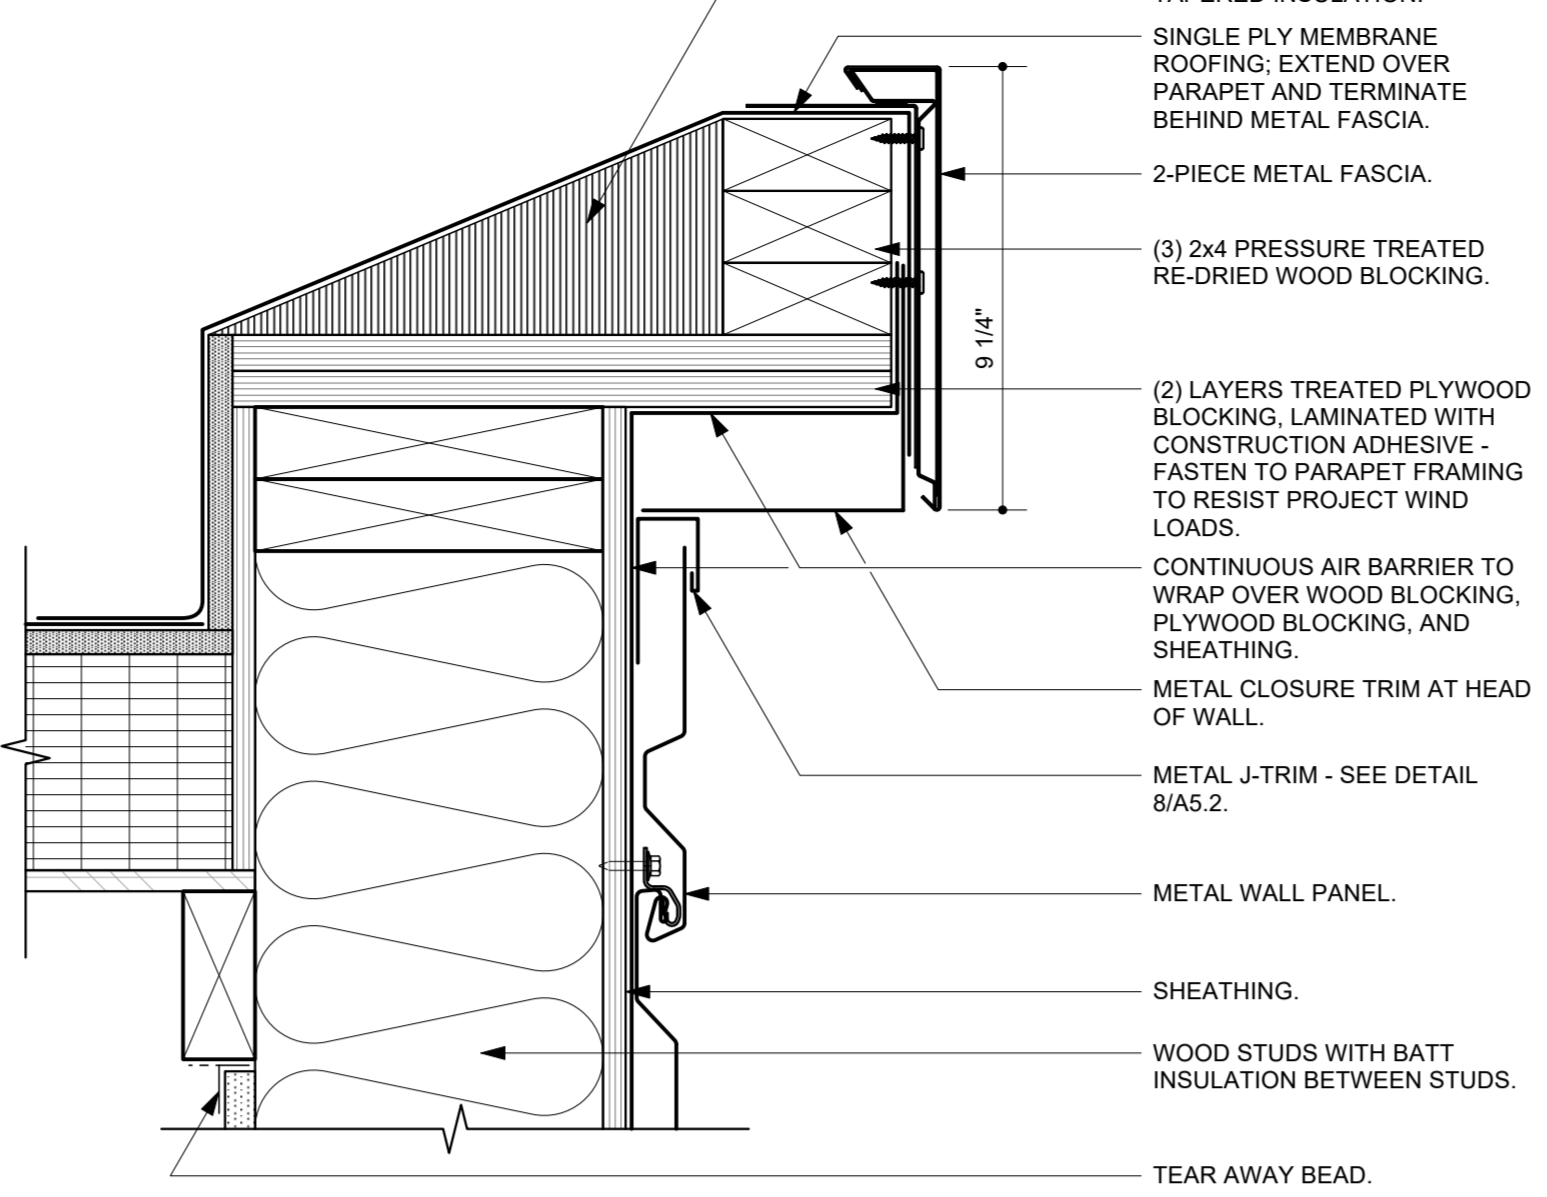 TAPERED INSULATION.
SINGLE PLY MEMBRANE
ROOFING; EXTEND OVER
PARAPET AND TERMINATE
BEHIND METAL FASCIA.
2-PIECE METAL FASCIA.
(3) 2x4 PRESSURE TREATED
RE-DRIED WOOD BLOCKING.
9 1/4"
(2) LAYERS TREATED PLYWOOD
BLOCKING, LAMINATED WITH
CONSTRUCTION ADHESIVE -
FASTEN TO PARAPET FRAMING
TO RESIST PROJECT WIND
LOADS.
CONTINUOUS AIR BARRIER TO
WRAP OVER WOOD BLOCKING,
PLYWOOD BLOCKING, AND
SHEATHING.
METAL CLOSURE TRIM AT HEAD
OF WALL.
METAL J-TRIM - SEE DETAIL
8/A5.2.
METAL WALL PANEL.
SHEATHING.
WOOD STUDS WITH BATT
INSULATION BETWEEN STUDS.
TEAR AWAY BEAD.